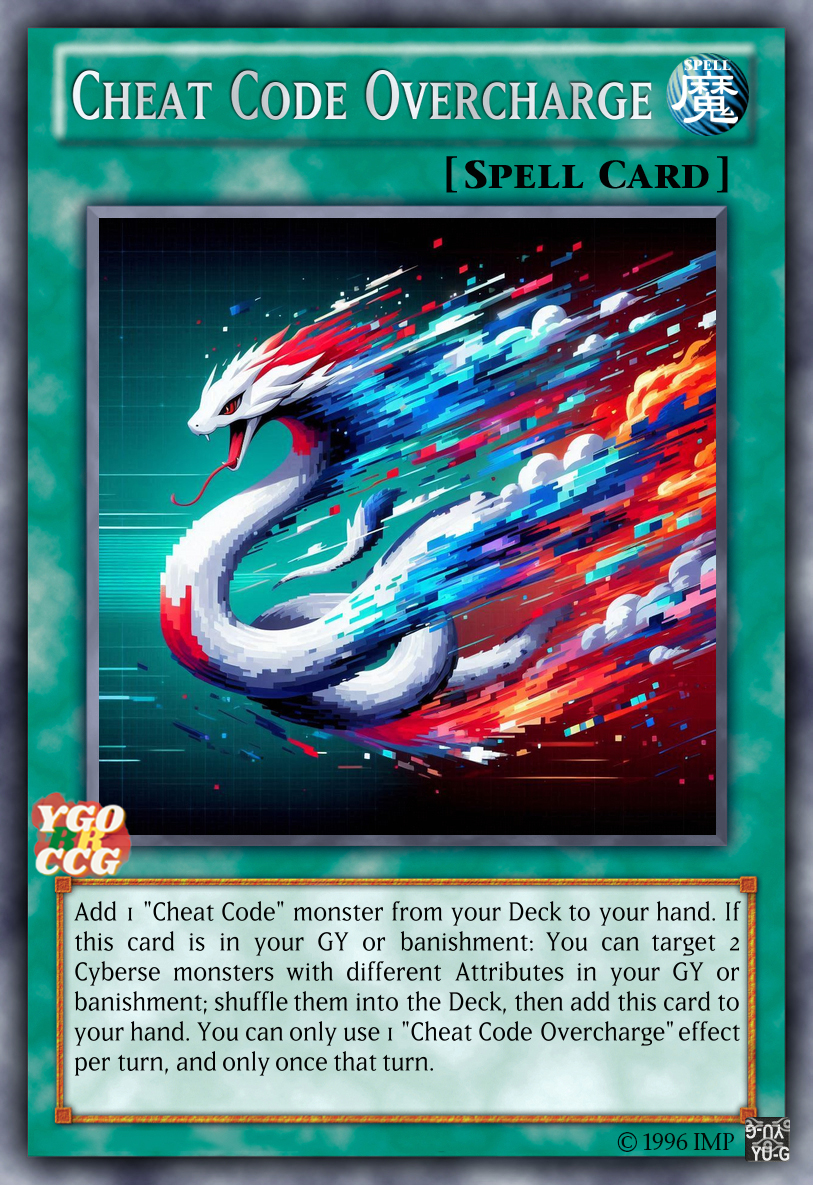 Cheat Code Overcharge
SPELL
魔
[Spell Card]
YGO
RR
CCG
Add 1 "Cheat Code" monster from your Deck to your hand. If
this card is in your GY or banishment: You can target 2
Cyberse monsters with different Attributes in your GY or
banishment; shuffle them into the Deck, then add this card to
your hand. You can only use 1 "Cheat Code Overcharge" effect
per turn, and only once that turn.
© 1996 IMP
YU-G
YU-G